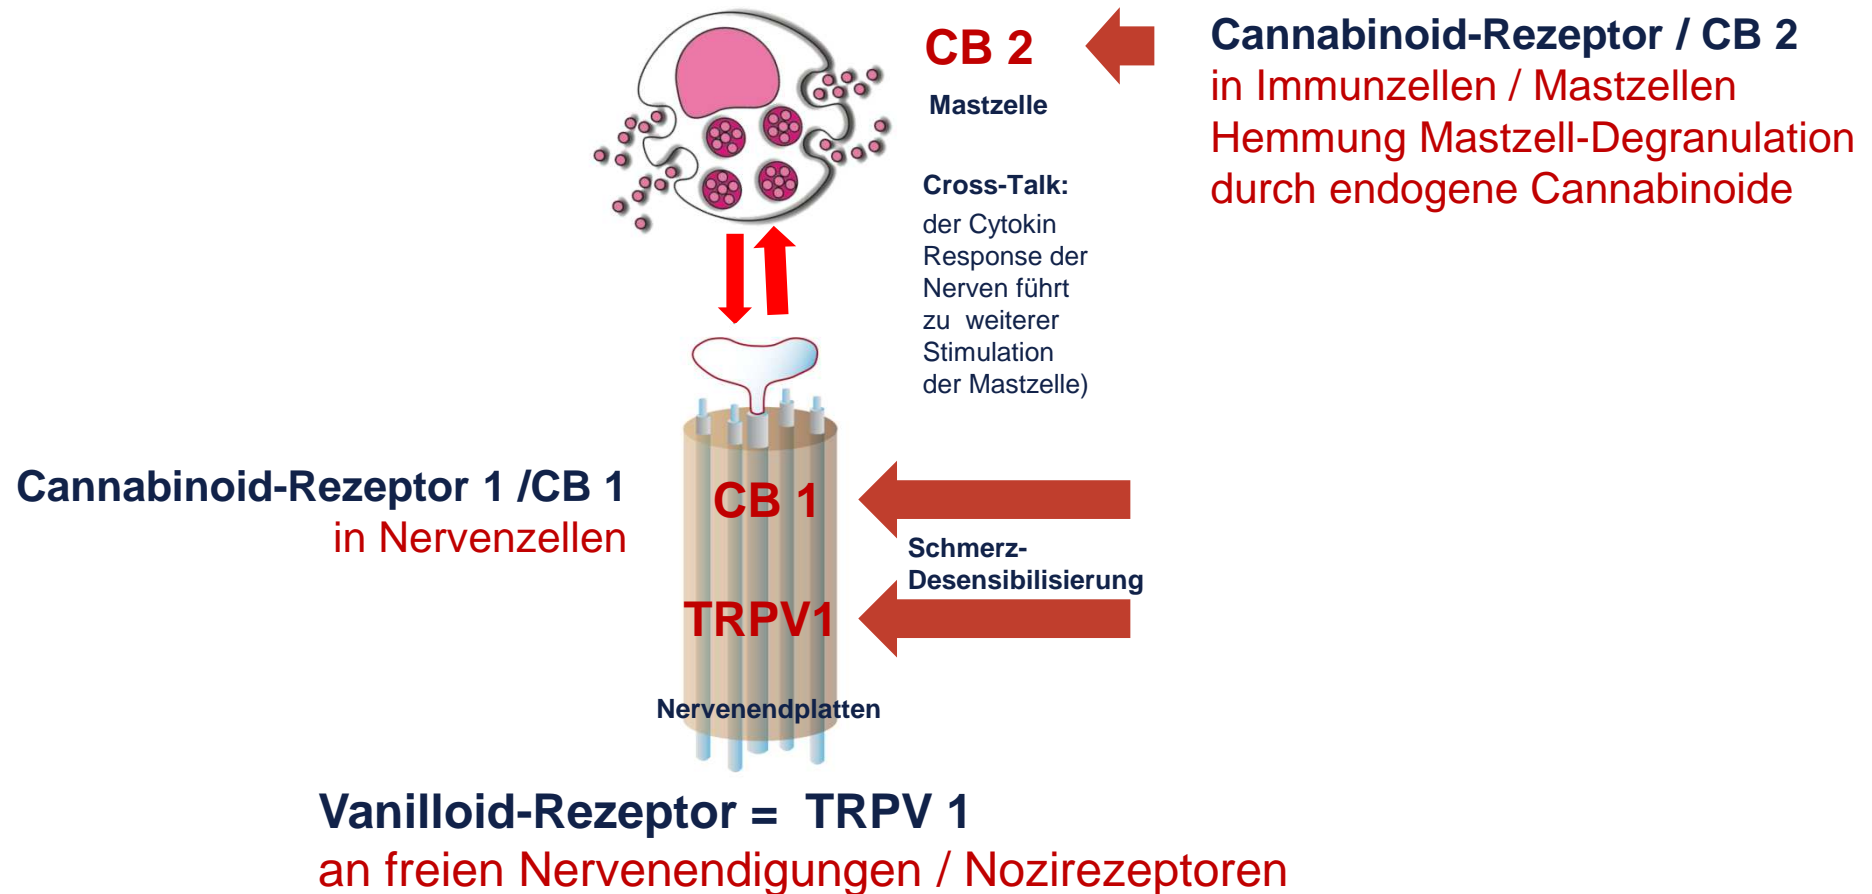 CB 2
Mastzelle
Cannabinoid-Rezeptor / CB 2
in Immunzellen / Mastzellen
Hemmung Mastzell-Degranulation
durch endogene Cannabinoide
Cross-Talk:
der Cytokin
Response der
Nerven führt
zu  weiterer
Stimulation
der Mastzelle)
Cannabinoid-Rezeptor 1 /CB 1
in Nervenzellen
CB 1
Schmerz-
Desensibilisierung
TRPV1
Nervenendplatten
Vanilloid-Rezeptor =  TRPV 1
an freien Nervenendigungen / Nozirezeptoren